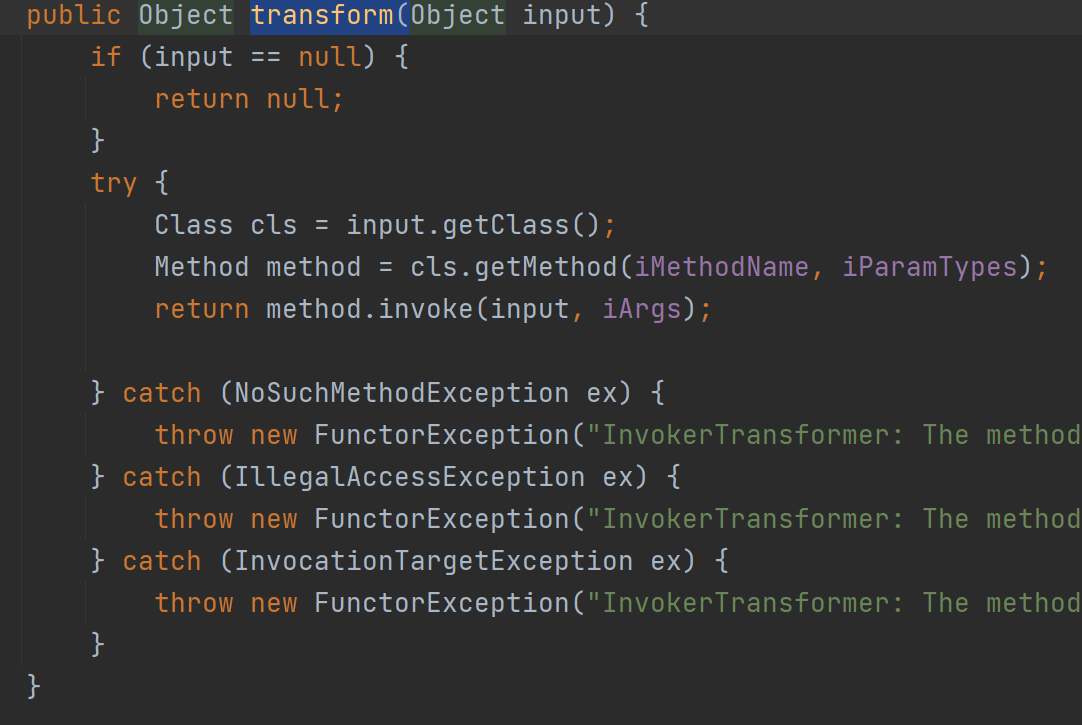 public Object transform(Object input) {
    if (input == null) {
        return null;
    }
    try {
        Class cls = input.getClass();
        Method method = cls.getMethod(iMethodName, iParamTypes);
        return method.invoke(input, iArgs);

    } catch (NoSuchMethodException ex) {
        throw new FunctorException("InvokerTransformer: The method
    } catch (IllegalAccessException ex) {
        throw new FunctorException("InvokerTransformer: The method
    } catch (InvocationTargetException ex) {
        throw new FunctorException("InvokerTransformer: The method
    }
}